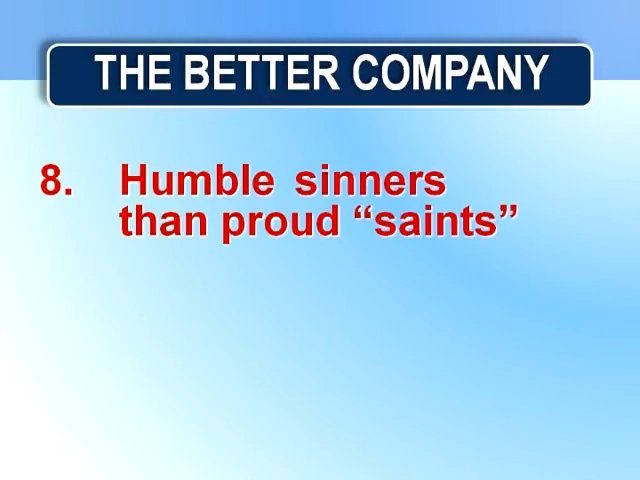 THE BETTER COMPANY
8. Humble sinners
than proud “saints”